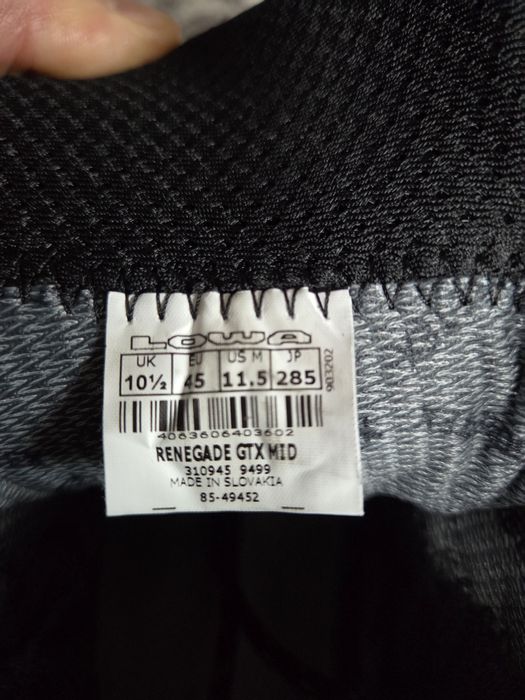 LOWA
UK EU US M JP
10½ 45 11.5 285
903202
4063606403602
RENEGADE GTX MID
310945 9499
MADE IN SLOVAKIA
85-49452